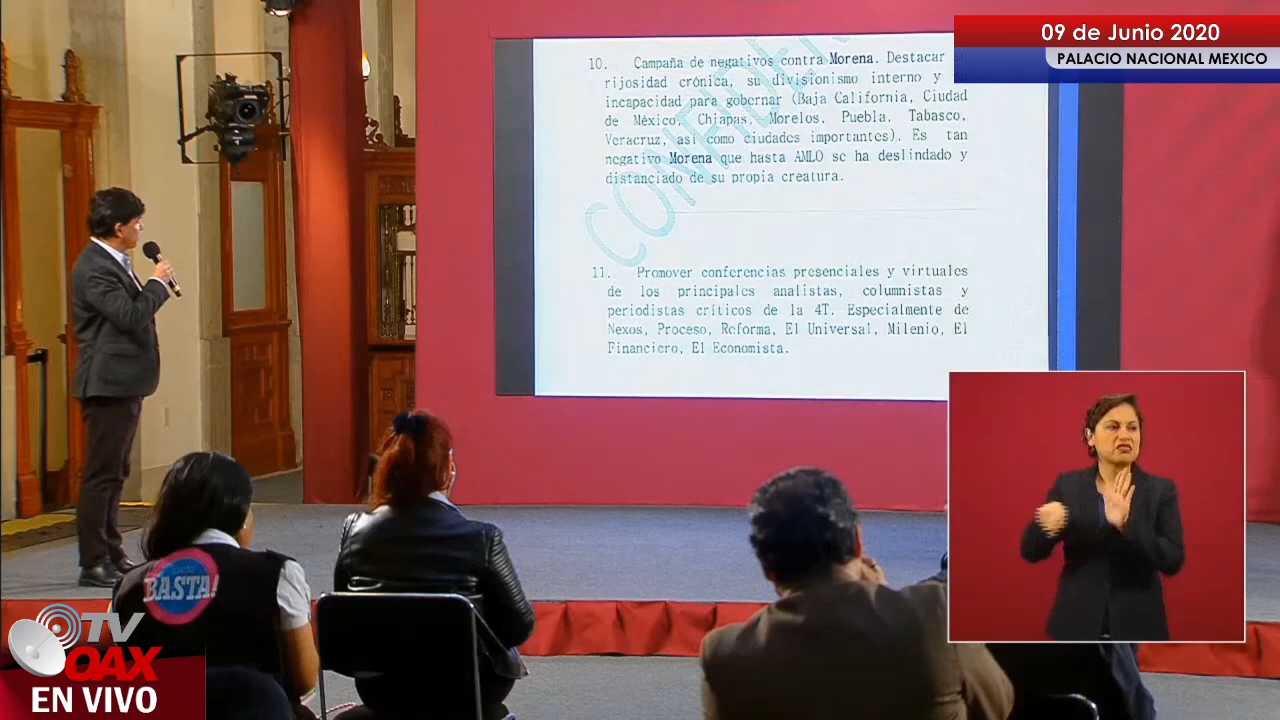 09 de Junio 2020
PALACIO NACIONAL MEXICO
10. Campaña de negativos contra Morena. Destacar
rijosidad crónica, su divisionismo interno y
incapacidad para gobernar (Baja California, Ciudad
de México, Chiapas, Morelos, Puebla, Tabasco,
Veracruz, así como ciudades importantes). Es tan
negativo Morena que hasta AMLO se ha deslindado y
distanciado de su propia creatura.
11. Promover conferencias presenciales y virtuales
de los principales analistas, columnistas y
periodistas críticos de la 4T. Especialmente de
Nexos, Proceso, Reforma, El Universal, Milenio, El
Financiero, El Economista.
BASTA!
TV
OAX
EN VIVO